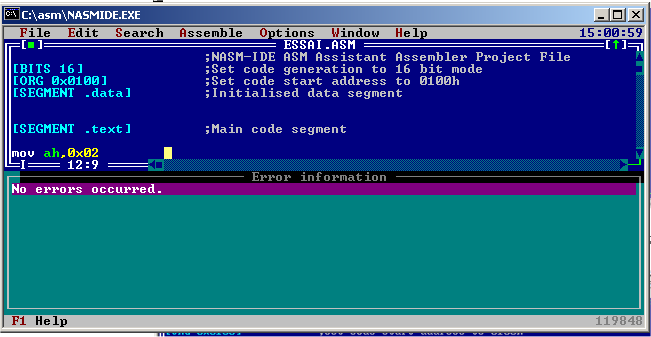 C:\asm\NASMIDE.EXE
File Edit Search Assemble Options Window Help 15:00:59
[■] ESSAI.ASM [↑]
;NASM-IDE ASM Assistant Assembler Project File
[BITS 16] ;Set code generation to 16 bit mode
[ORG 0x0100] ;Set code start address to 0100h
[SEGMENT .data] ;Initialised data segment
[SEGMENT .text] ;Main code segment
mov ah,0x02
I 12:9
Error information
No errors occurred.
F1 Help 119848